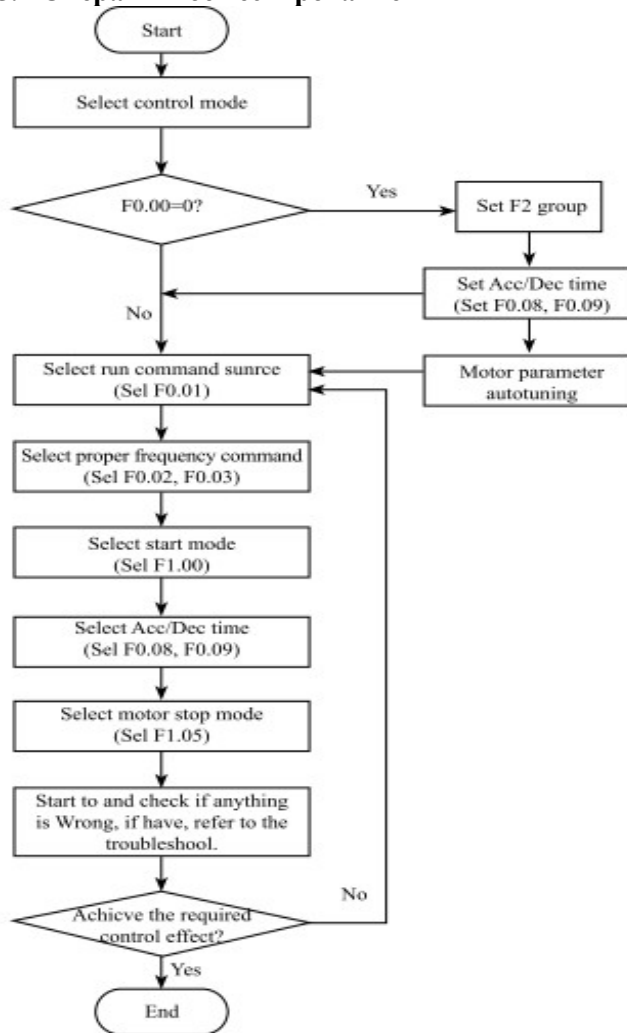 Start
Select control mode
F0.00=0?
Yes
Set F2 group
Set Acc/Dec time
(Set F0.08, F0.09)
No
Motor parameter
autotuning
Select run command sunrce
(Sel F0.01)
Select proper frequency command
(Sel F0.02, F0.03)
Select start mode
(Sel F1.00)
Select Acc/Dec time
(Sel F0.08, F0.09)
Select motor stop mode
(Sel F1.05)
Start to and check if anything
is Wrong, if have, refer to the
troubleshool.
No
Achicve the required
control effect?
Yes
End